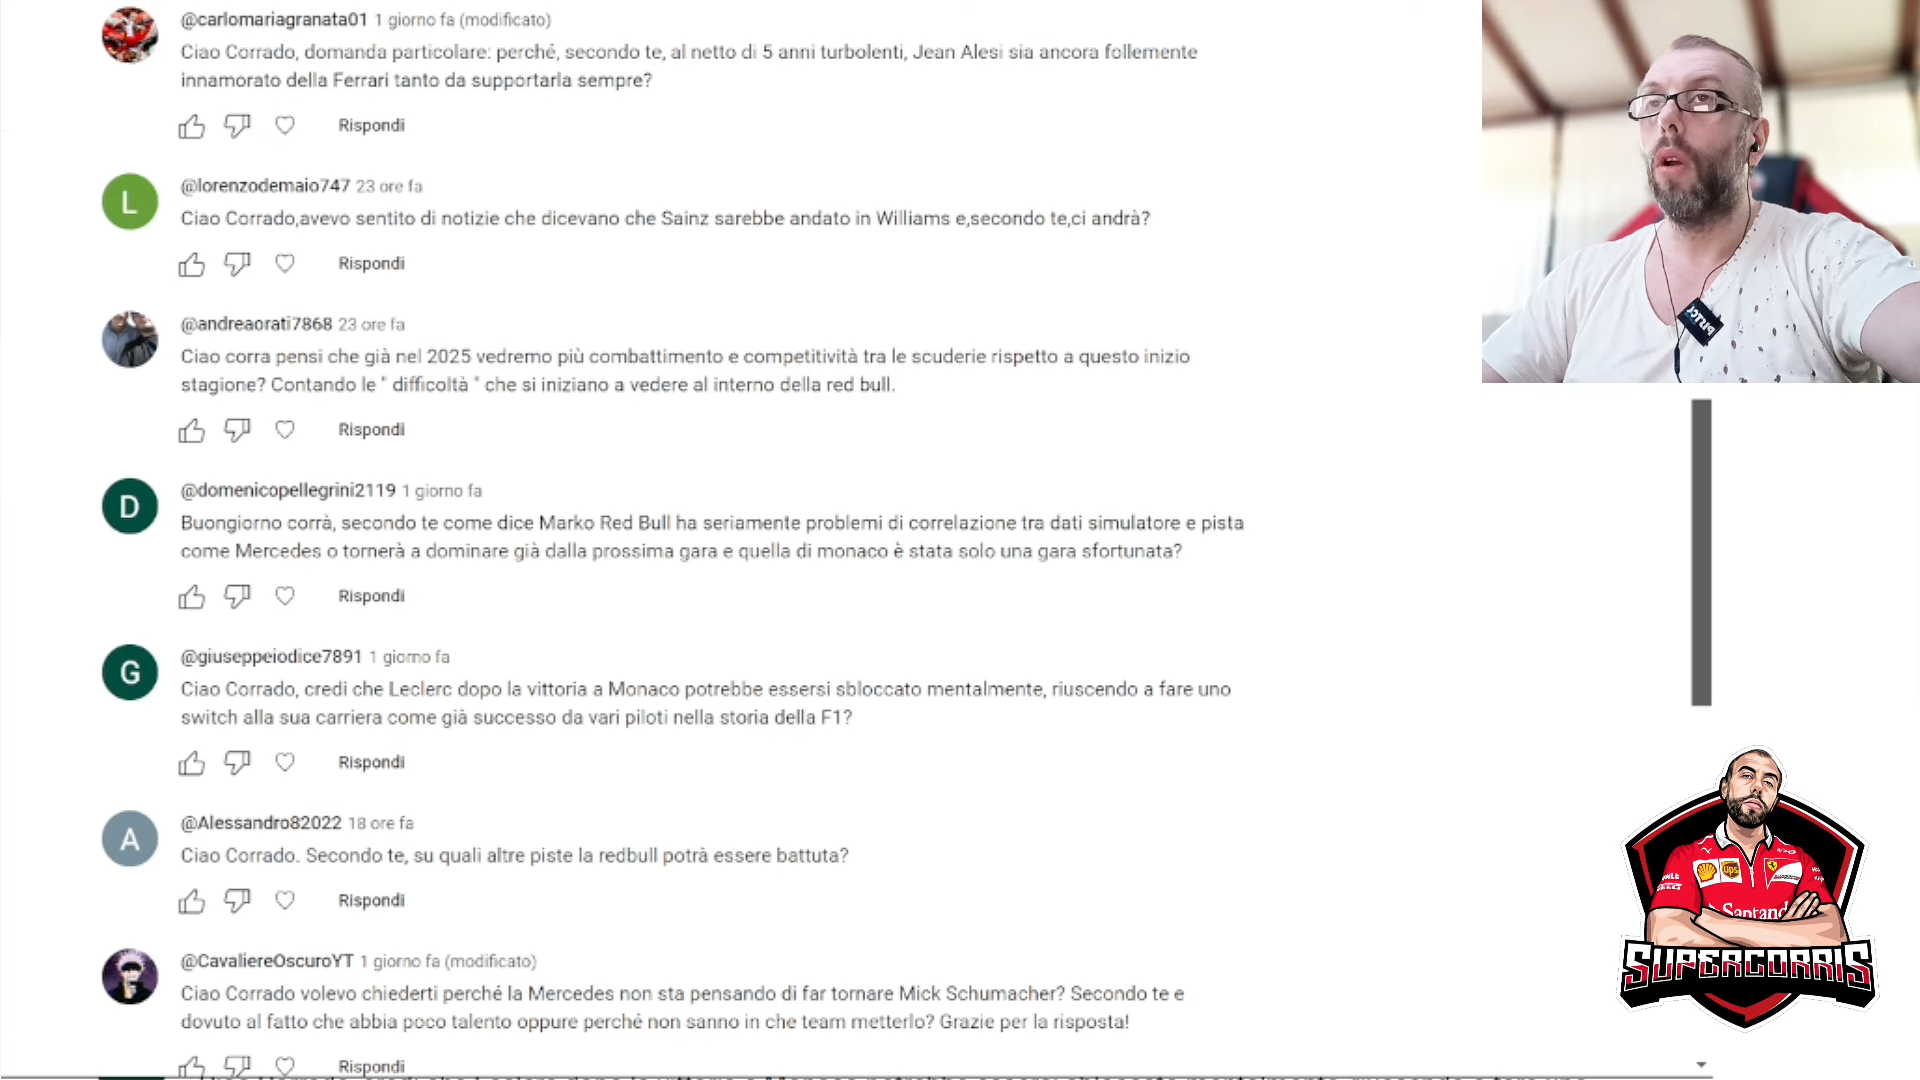 @carlomariagranata01 1 giorno fa (modificato)
Ciao Corrado, domanda particolare: perché, secondo te, al netto di 5 anni turbolenti, Jean Alesi sia ancora follemente
innamorato della Ferrari tanto da supportarla sempre?
Rispondi
L
@lorenzodemaio747 23 ore fa
Ciao Corrado,avevo sentito di notizie che dicevano che Sainz sarebbe andato in Williams e,secondo te,ci andrà?
Rispondi
@andreaorati7868 23 ore fa
Ciao corra pensi che già nel 2025 vedremo più combattimento e competitività tra le scuderie rispetto a questo inizio
stagione? Contando le " difficoltà " che si iniziano a vedere al interno della red bull.
Rispondi
D
@domenicopellegrini2119 1 giorno fa
Buongiorno corrà, secondo te come dice Marko Red Bull ha seriamente problemi di correlazione tra dati simulatore e pista
come Mercedes o tornerà a dominare già dalla prossima gara e quella di monaco è stata solo una gara sfortunata?
Rispondi
G
@giuseppeiodice7891 1 giorno fa
Ciao Corrado, credi che Leclerc dopo la vittoria a Monaco potrebbe essersi sbloccato mentalmente, riuscendo a fare uno
switch alla sua carriera come già successo da vari piloti nella storia della F1?
Rispondi
A
@Alessandro82022 18 ore fa
Ciao Corrado. Secondo te, su quali altre piste la redbull potrà essere battuta?
Rispondi
@CavaliereOscuroYT 1 giorno fa (modificato)
Ciao Corrado volevo chiederti perché la Mercedes non sta pensando di far tornare Mick Schumacher? Secondo te e
dovuto al fatto che abbia poco talento oppure perché non sanno in che team metterlo? Grazie per la risposta!
Rispondi
ups
Santand
SUPERCORRIS